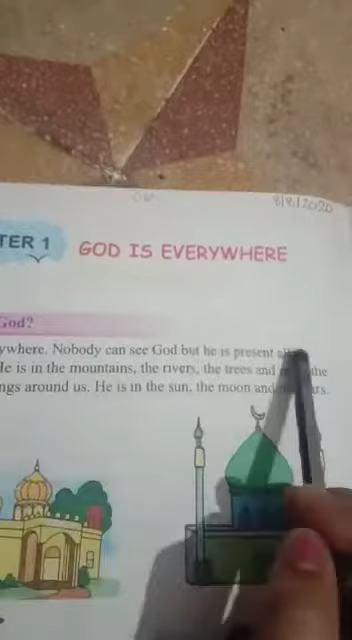 8/8/2020
TER 1
GOD IS EVERYWHERE
God?
ywhere. Nobody can see God but he is present
He is in the mountains, the rivers, the trees and the
ngs around us. He is in the sun, the moon and